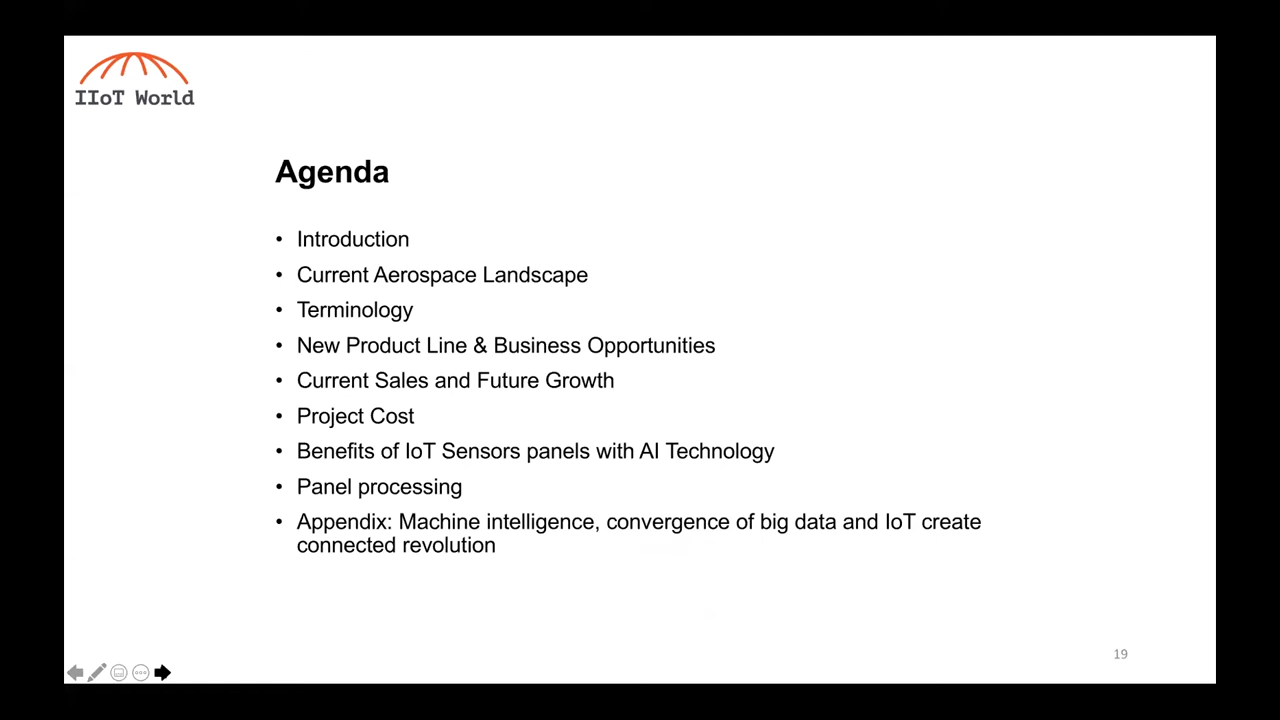 IIoT World
Agenda
• Introduction
• Current Aerospace Landscape
• Terminology
• New Product Line & Business Opportunities
• Current Sales and Future Growth
• Project Cost
• Benefits of IoT Sensors panels with AI Technology
• Panel processing
• Appendix: Machine intelligence, convergence of big data and IoT create
connected revolution
19